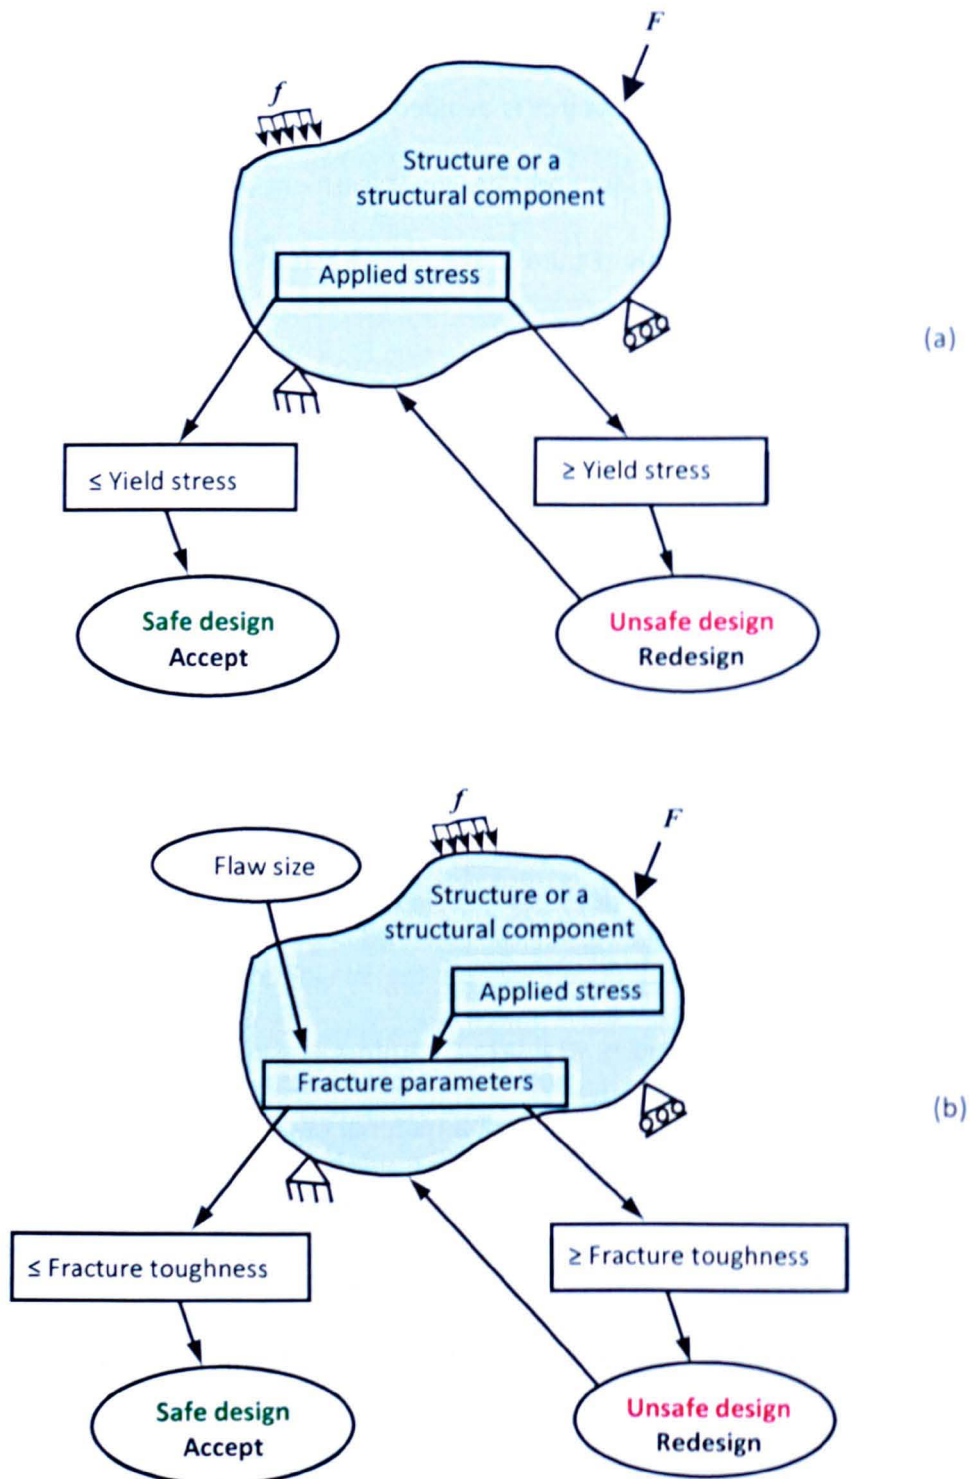 F
f
Structure or a
structural component
Applied stress
(a)
≤ Yield stress
≥ Yield stress
Safe design
Accept
Unsafe design
Redesign
f
F
Flaw size
Structure or a
structural component
Applied stress
Fracture parameters
(b)
≤ Fracture toughness
≥ Fracture toughness
Safe design
Accept
Unsafe design
Redesign